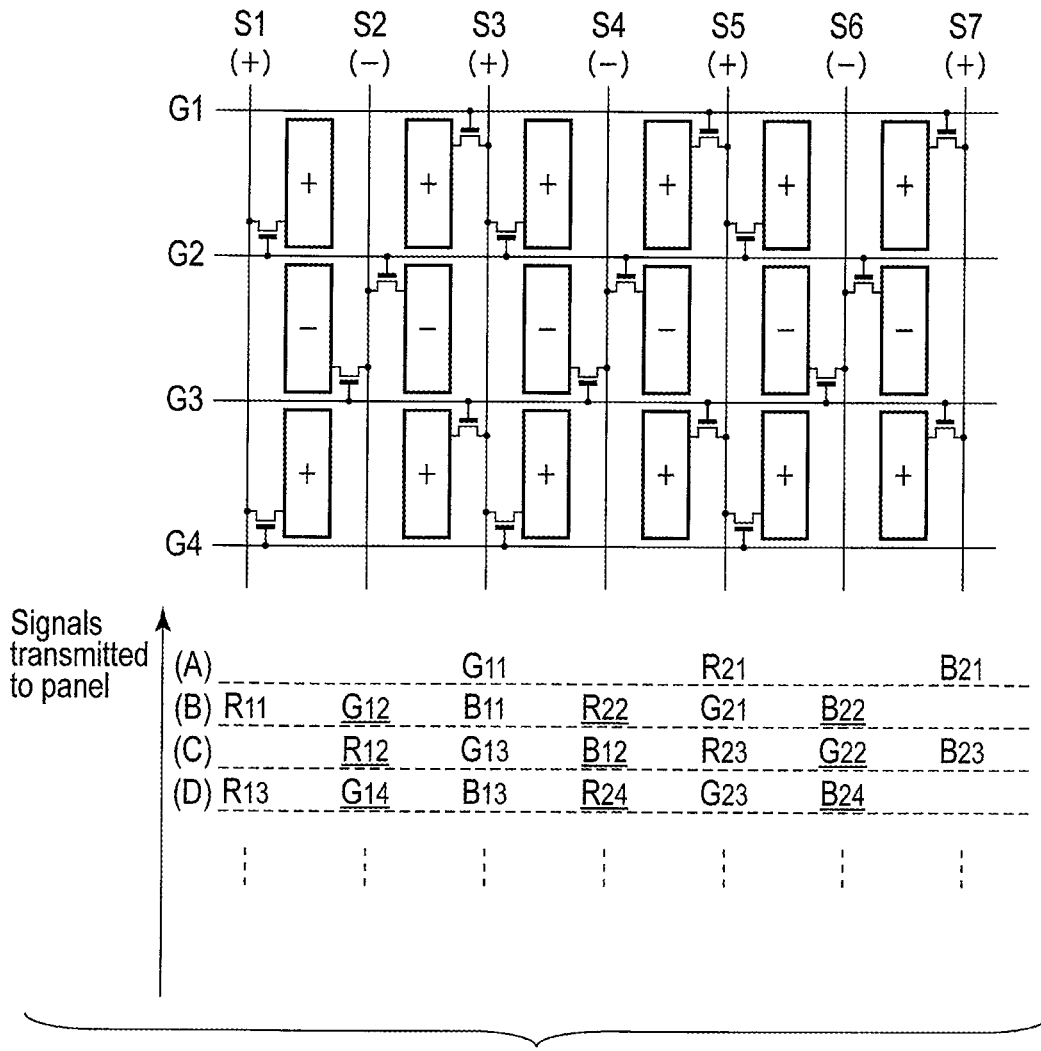 S1 S2 S3 S4 S5 S6 S7
(+) (−) (+) (−) (+) (−) (+)
G1
+ + + + + +
G2
− − − − − −
G3
+ + + + + +
G4
Signals
transmitted
to panel
(A) G11 R21 B21
(B) R11 G12 B11 R22 G21 B22
(C) R12 G13 B12 R23 G22 B23
(D) R13 G14 B13 R24 G23 B24